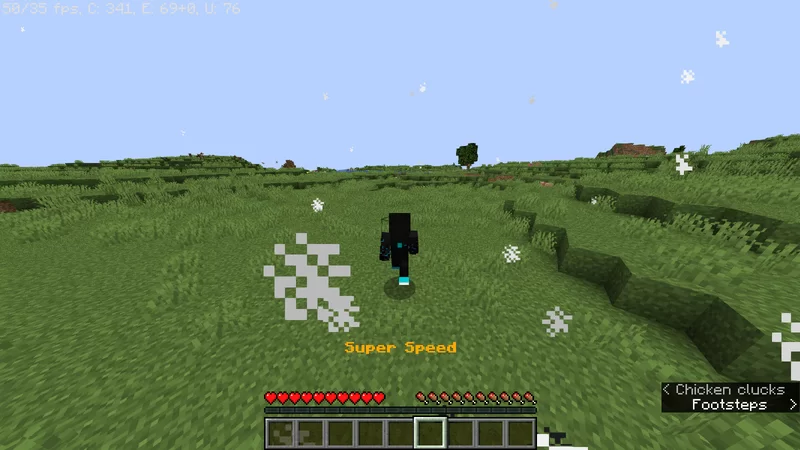 50/35 fps, C: 341, E: 69+0, U: 76
Super Speed
< Chicken clucks
Footsteps >